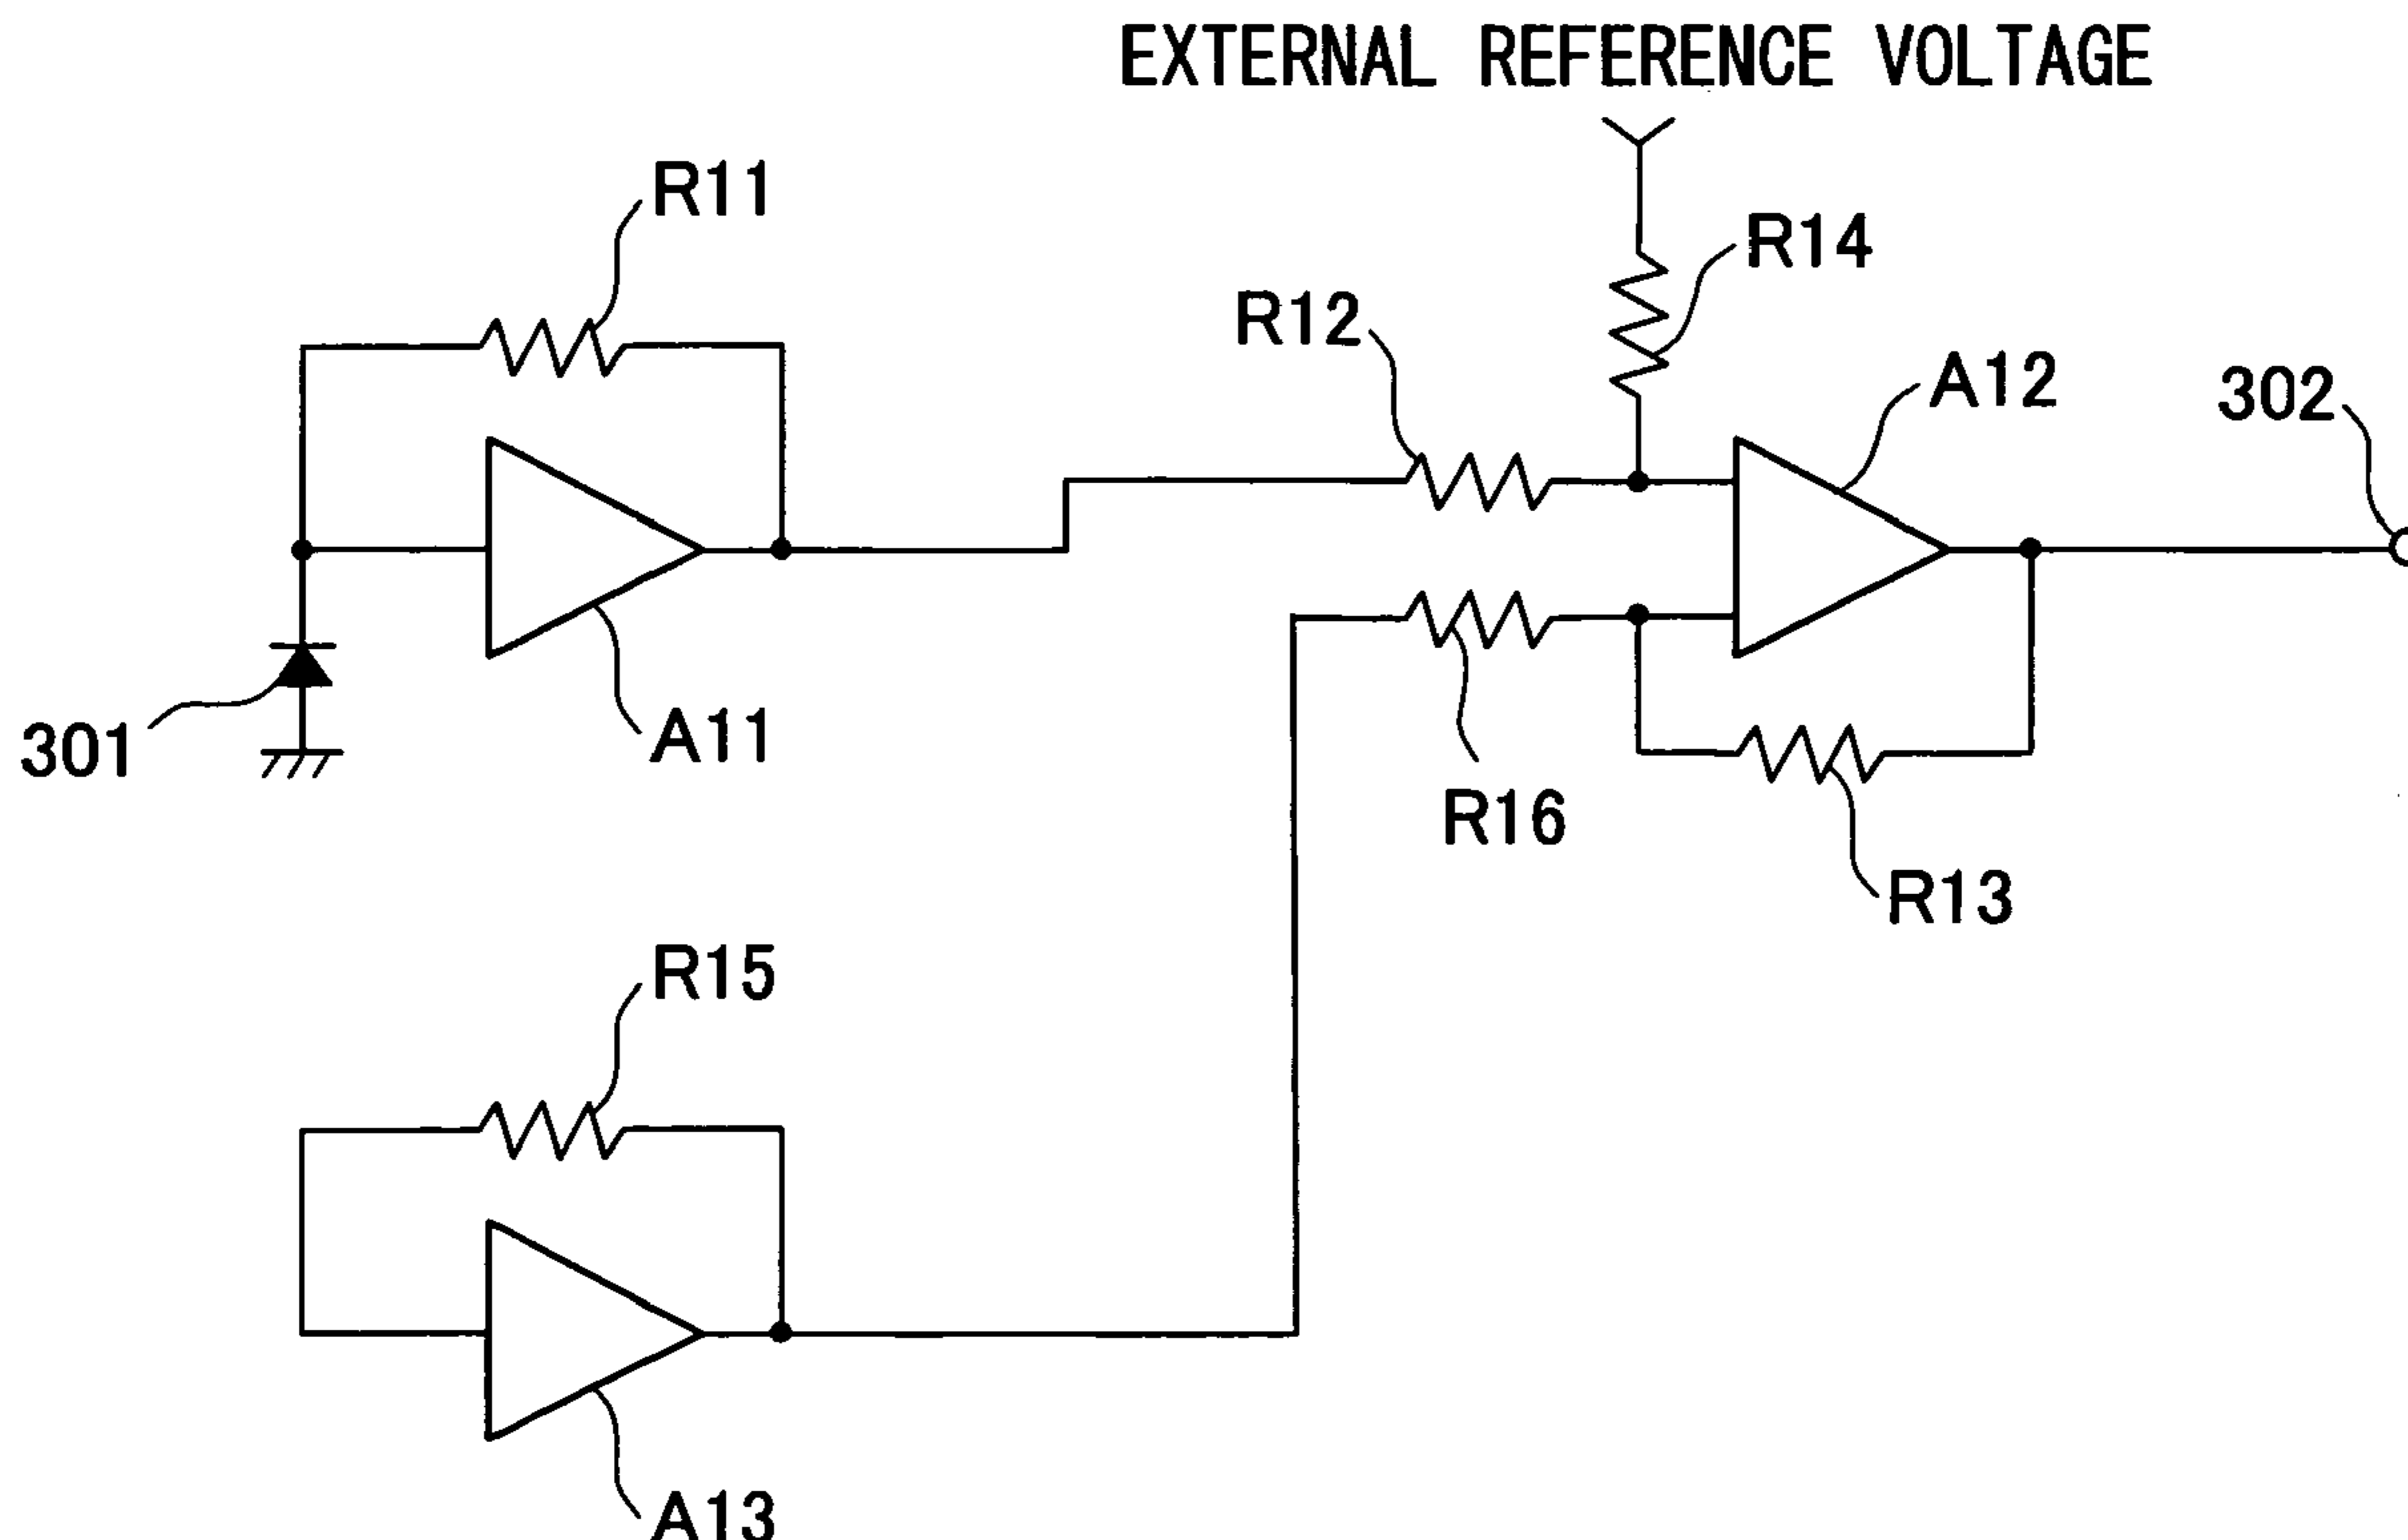 EXTERNAL REFERENCE VOLTAGE
R11
R14
R12
A12
302
301
A11
R16
R13
R15
A13